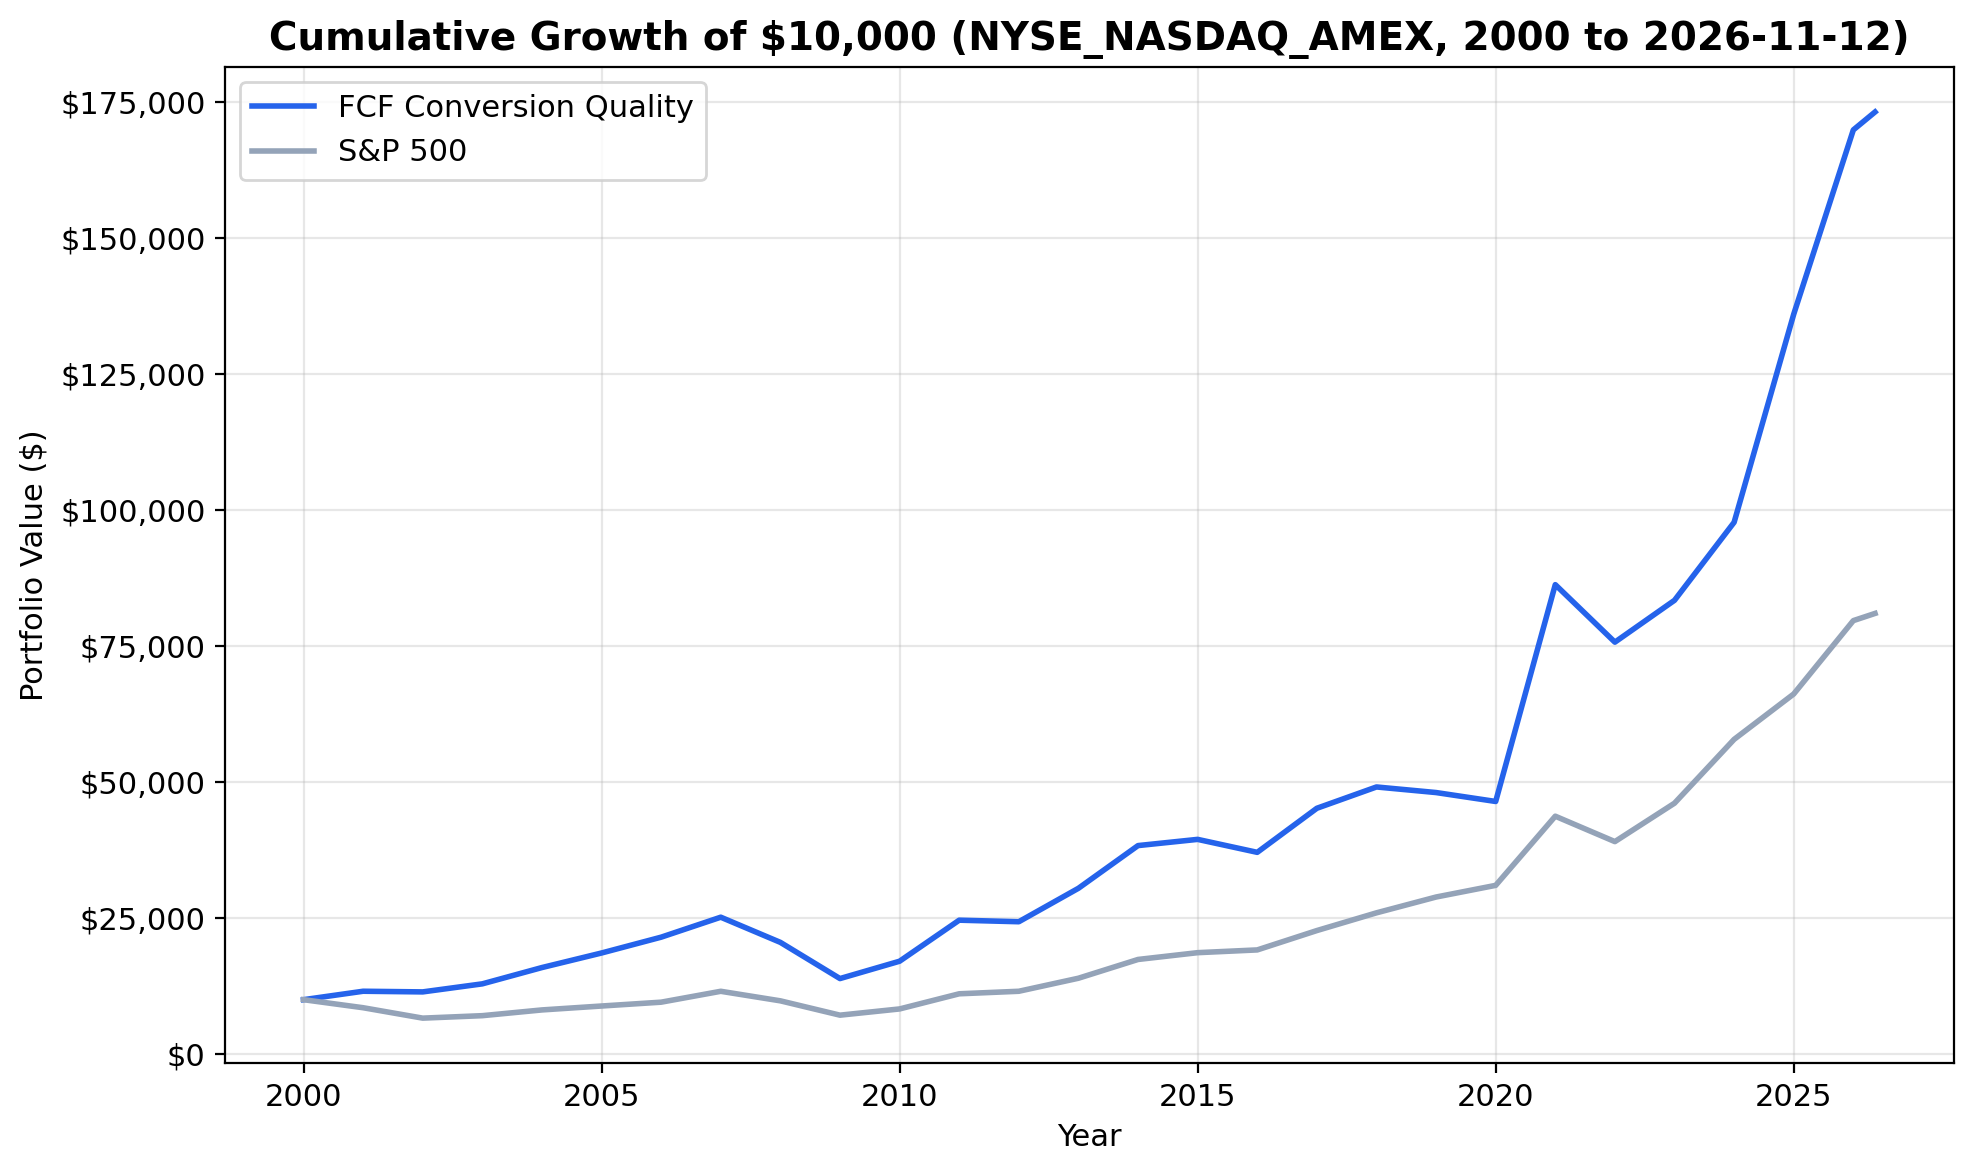 Cumulative Growth of $10,000 (NYSE_NASDAQ_AMEX, 2000 to 2026-11-12)
FCF Conversion Quality
S&P 500
Portfolio Value ($)
$175,000
$150,000
$125,000
$100,000
$75,000
$50,000
$25,000
$0
2000 2005 2010 2015 2020 2025
Year